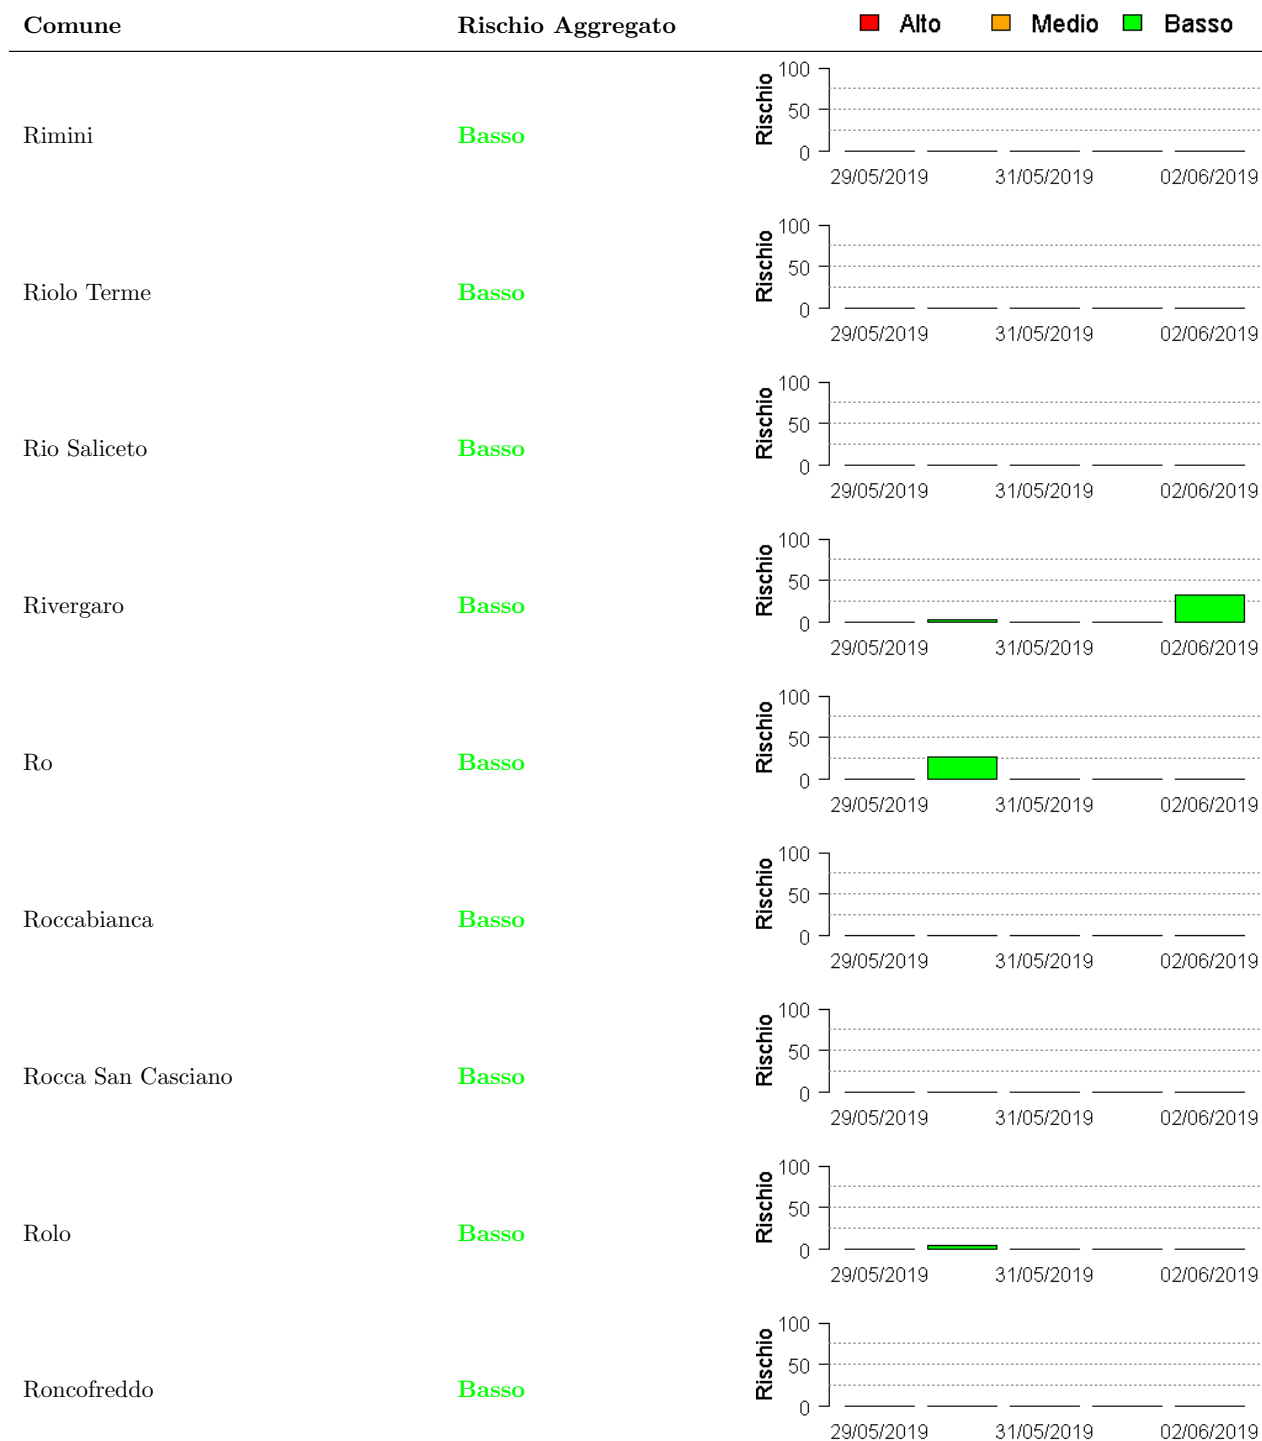 Comune Rischio Aggregato Alto Medio Basso
Rimini Basso Rischio 100 50 0
29/05/2019 31/05/2019 02/06/2019
Riolo Terme Basso Rischio 100 50 0
29/05/2019 31/05/2019 02/06/2019
Rio Saliceto Basso Rischio 100 50 0
29/05/2019 31/05/2019 02/06/2019
Rivergaro Basso Rischio 100 50 0
29/05/2019 31/05/2019 02/06/2019
Ro Basso Rischio 100 50 0
29/05/2019 31/05/2019 02/06/2019
Roccabianca Basso Rischio 100 50 0
29/05/2019 31/05/2019 02/06/2019
Rocca San Casciano Basso Rischio 100 50 0
29/05/2019 31/05/2019 02/06/2019
Rolo Basso Rischio 100 50 0
29/05/2019 31/05/2019 02/06/2019
Roncofreddo Basso Rischio 100 50 0
29/05/2019 31/05/2019 02/06/2019